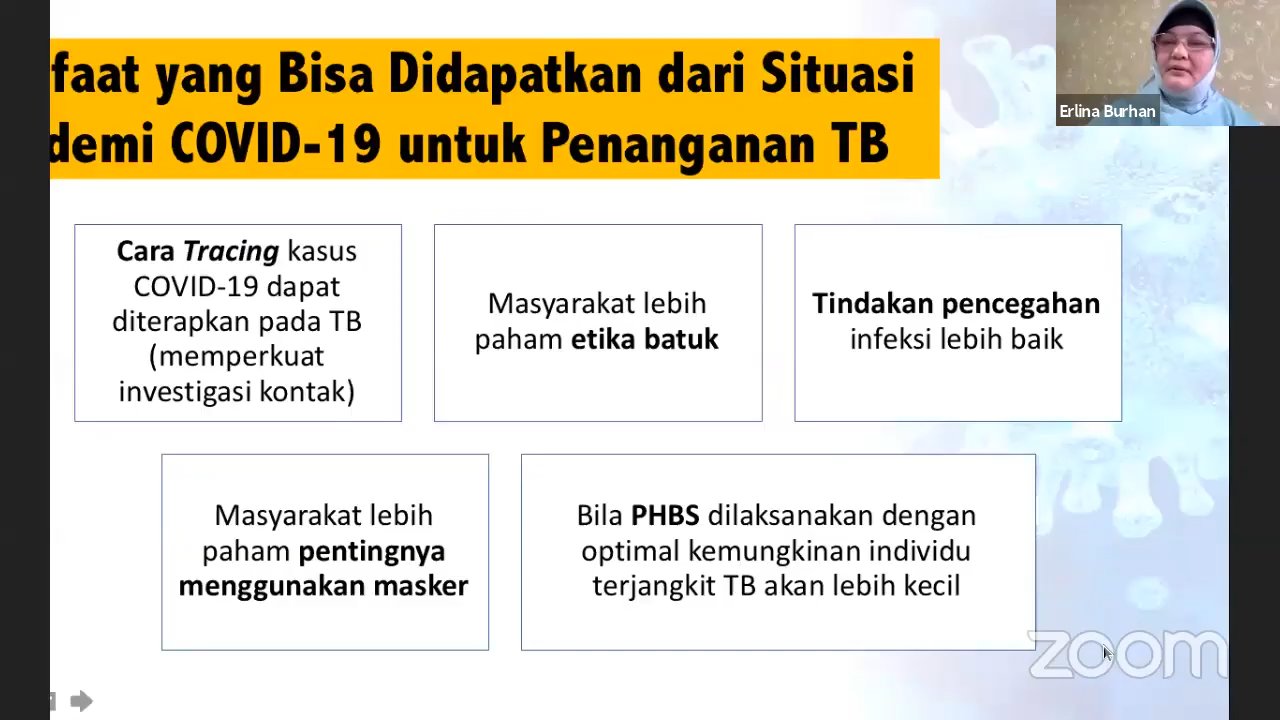 faat yang Bisa Didapatkan dari Situasi
demi COVID-19 untuk Penanganan TB
Erlina Burhan
Cara Tracing kasus
COVID-19 dapat
diterapkan pada TB
(memperkuat
investigasi kontak)
Masyarakat lebih
paham etika batuk
Tindakan pencegahan
infeksi lebih baik
Masyarakat lebih
paham pentingnya
menggunakan masker
Bila PHBS dilaksanakan dengan
optimal kemungkinan individu
terjangkit TB akan lebih kecil
zoom